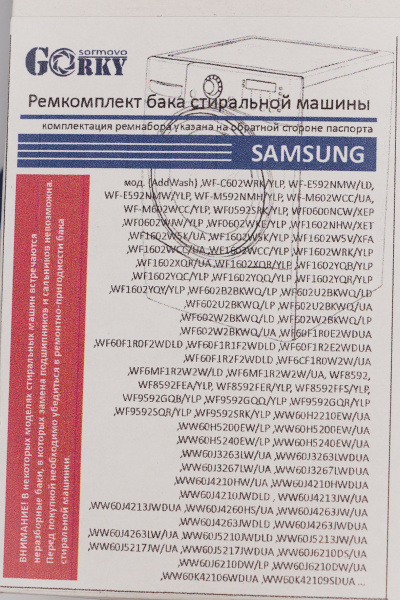 sormovo
GORKY
Ремкомплект бака стиральной машины
комплектация ремнабора указана на обратной стороне паспорта
SAMSUNG
мод. (AddWash) ,WF-C602WRK/YLP, WF-E592NMW/LD,
WF-E592NMW/YLP, WF-M592NMH/YLP, WF-M602WCC/UA,
WF-M602WCC/YLP, WF0592SRK/YLP, WF0600NCW/XEP
,WF0602WJW/YLP ,WF0602WKE/YLP ,WF1602NHW/XET
,WF1602W5K/UA ,WF1602W5K/YLP ,WF1602W5V/XFA
,WF1602WCT/UA ,WF1602WCC/YLP ,WF1602WRK/YLP
,WF1602XQR/UA ,WF1602XQR/YLP ,WF1602YQB/YLP
,WF1602YQC/YLP ,WF1602YQQ/YLP ,WF1602YQR/YLP
,WF1602YQY/YLP ,WF602B2BKWQ/LP ,WF602U2BKWQ/LD
,WF602U2BKWQ/LP ,WF602U2BKWQ/UA
,WF602W2BKWQ/LD ,WF602W2BKWQ/LP
,WF602W2BKWQ/UA ,WF60F1R0E2WDUA
,WF60F1R0F2WDLD ,WF60F1R1F2WDLD ,WF60F1R2E2WDUA
,WF60F1R2F2WDLD ,WF6CF1R0W2W/UA
,WF6MF1R2W2W/LD ,WF6MF1R2W2W/UA, WF8592,
WF8592FEA/YLP, WF8592FER/YLP, WF8592FFS/YLP,
WF9592GQB/YLP ,WF9592GQQ/YLP ,WF9592GQR/YLP
,WF9592SQR/YLP ,WF9592SRK/YLP ,WW60H2210EW/UA
,WW60H5200EW/LP ,WW60H5200EW/UA
,WW60H5240EW/LP ,WW60H5240EW/UA
,WW60J3263LW/UA ,WW60J3263LWDUA
,WW60J3267LW/UA ,WW60J3267LWDUA
,WW60J4210HW/UA ,WW60J4210HWDUA
,WW60J4210JWDLD ,WW60J4213JW/UA
,WW60J4213JWDUA ,WW60J4260HS/UA ,WW60J4263JW/UA
,WW60J4263JWDLD ,WW60J4263JWDUA
,WW60J4263LW/UA ,WW60J5210JWDLD ,WW60J5213JW/UA
,WW60J5217JW/UA ,WW60J5217JWDUA ,WW60J6210DS/UA
,WW60J6210DW/LP ,WW60J6210DW/UA
,WW60K42106WDUA ,WW60K42109SDUA ...
ВНИМАНИЕ! В некоторых моделях стиральных машин встречаются
неразборные баки, в которых замена подшипников и сальников невозможна.
Перед покупкой необходимо убедиться в ремонто-пригодности бака
стиральной машинки.